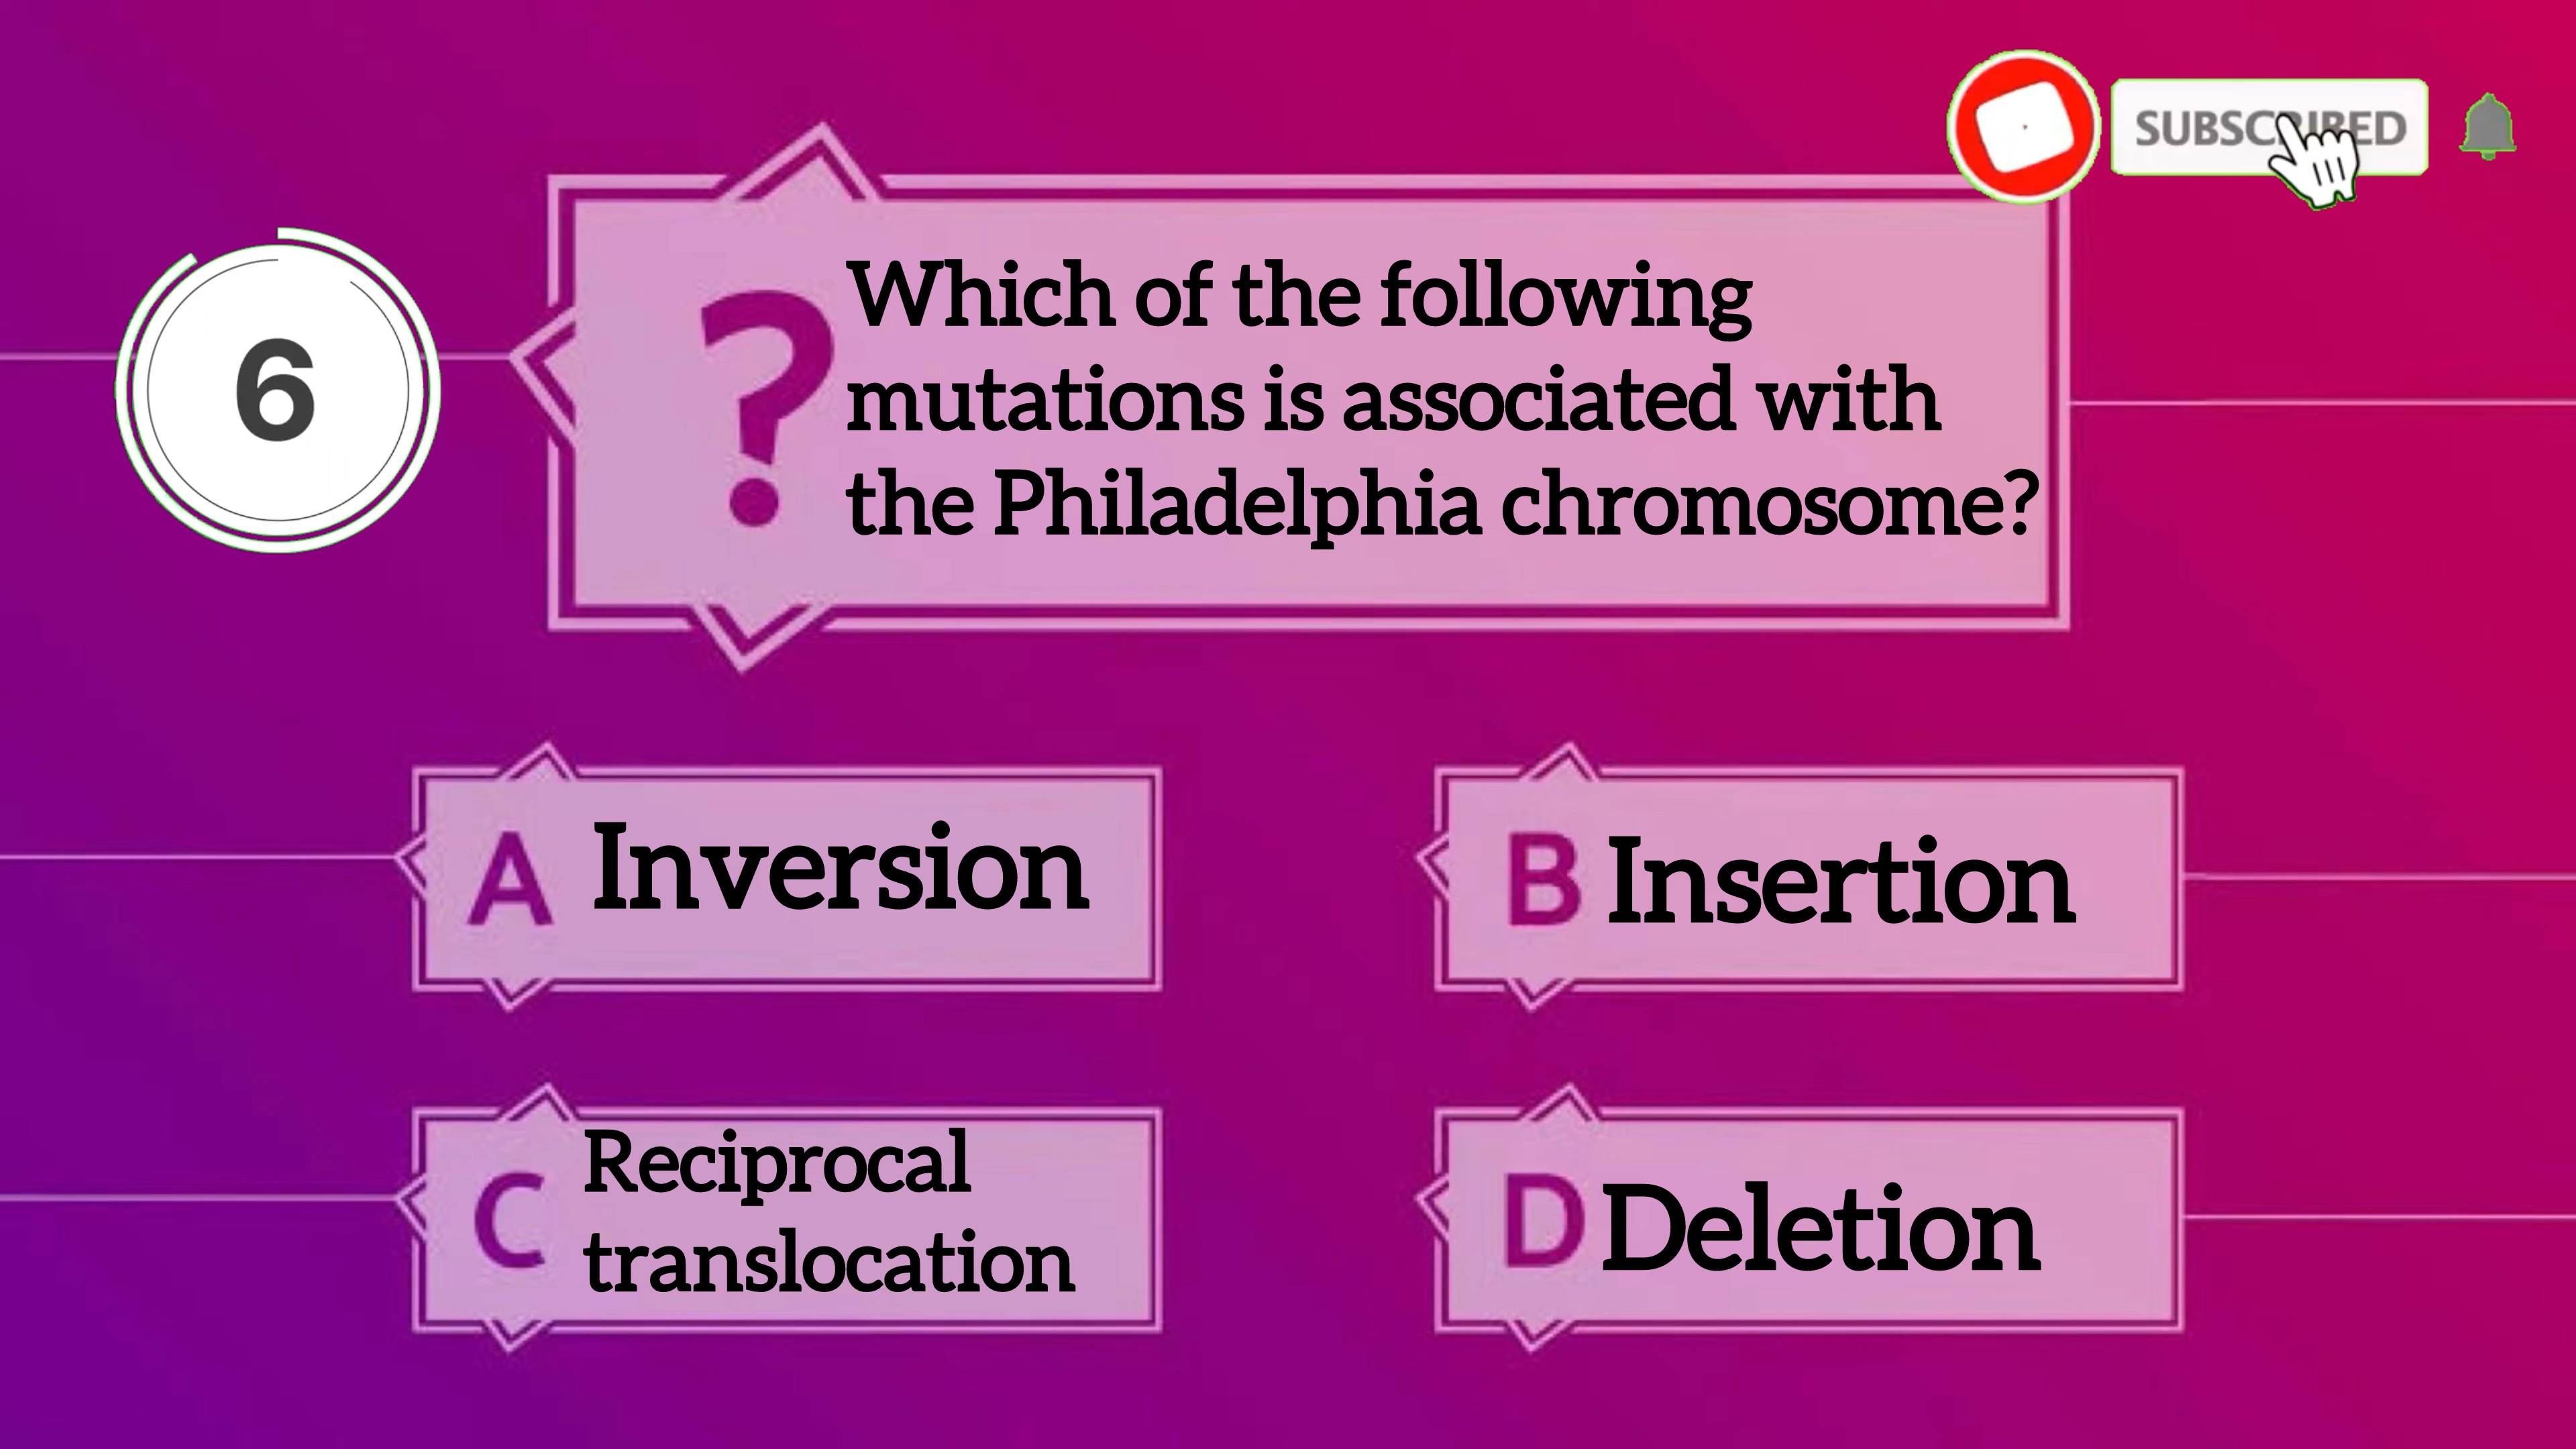 SUBSCRIBED
6
?
Which of the following
mutations is associated with
the Philadelphia chromosome?
A Inversion
B Insertion
C Reciprocal
translocation
D Deletion